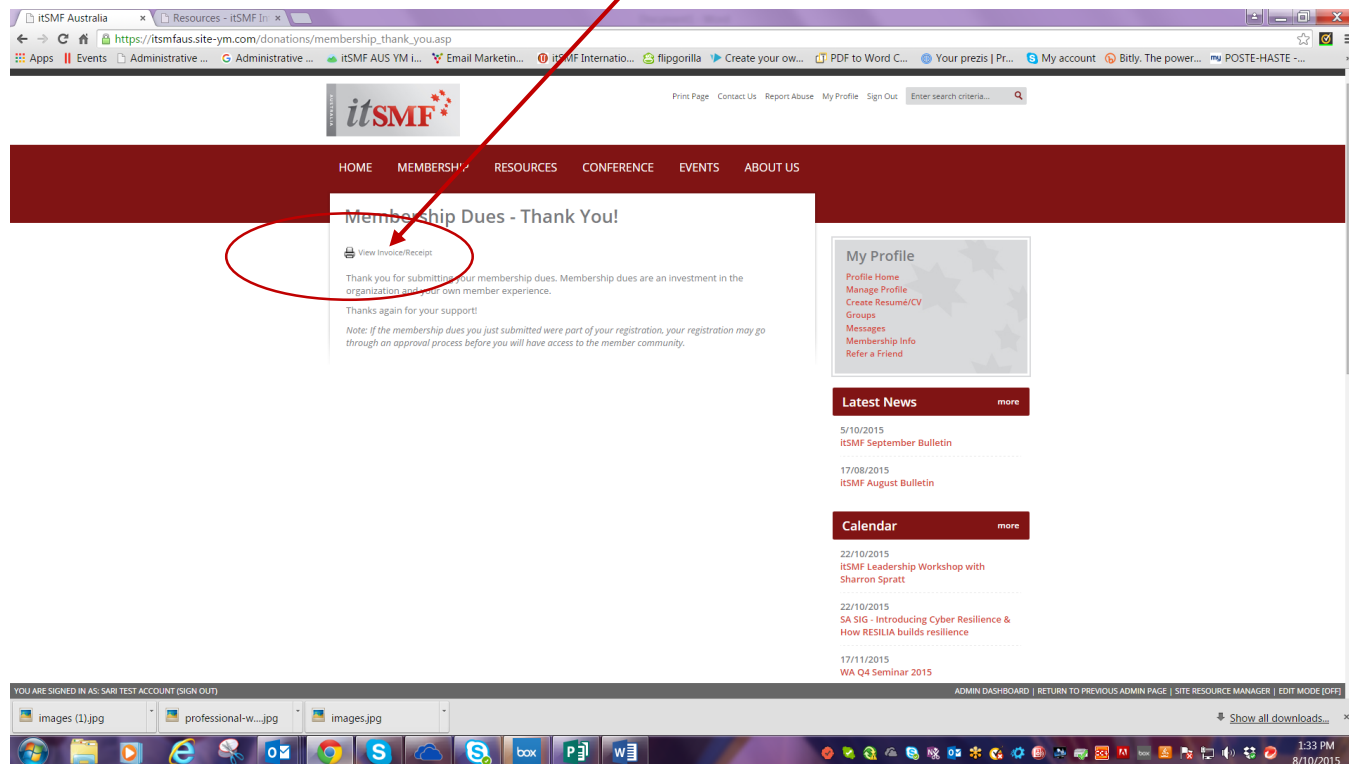 itSMF Australia
Resources - itSMF In
https://itsmfaus.site-ym.com/donations/membership_thank_you.asp
Apps Events Administrative ... Administrative ... itSMF AUS YM i... Email Marketin... itSMF Internatio... flipgorilla Create your ow... PDF to Word C... Your prezis | Pr... My account Bitly. The power... POSTE-HASTE -...
AUSTRALIA
itSMF
Print Page Contact Us Report Abuse My Profile Sign Out Enter search criteria...
HOME MEMBERSHIP RESOURCES CONFERENCE EVENTS ABOUT US
Membership Dues - Thank You!
View Invoice/Receipt
Thank you for submitting your membership dues. Membership dues are an investment in the
organization and your own member experience.
Thanks again for your support!
Note: If the membership dues you just submitted were part of your registration, your registration may go
through an approval process before you will have access to the member community.
My Profile
Profile Home
Manage Profile
Create Resumé/CV
Groups
Messages
Membership Info
Refer a Friend
Latest News more
5/10/2015
itSMF September Bulletin
17/08/2015
itSMF August Bulletin
Calendar more
22/10/2015
itSMF Leadership Workshop with
Sharron Spratt
22/10/2015
SA SIG - Introducing Cyber Resilience &
How RESILIA builds resilience
17/11/2015
WA Q4 Seminar 2015
YOU ARE SIGNED IN AS: SARI TEST ACCOUNT (SIGN OUT) ADMIN DASHBOARD | RETURN TO PREVIOUS ADMIN PAGE | SITE RESOURCE MANAGER | EDIT MODE [OFF]
images (1).jpg professional-w....jpg images.jpg Show all downloads...
box
1:33 PM
8/10/2015